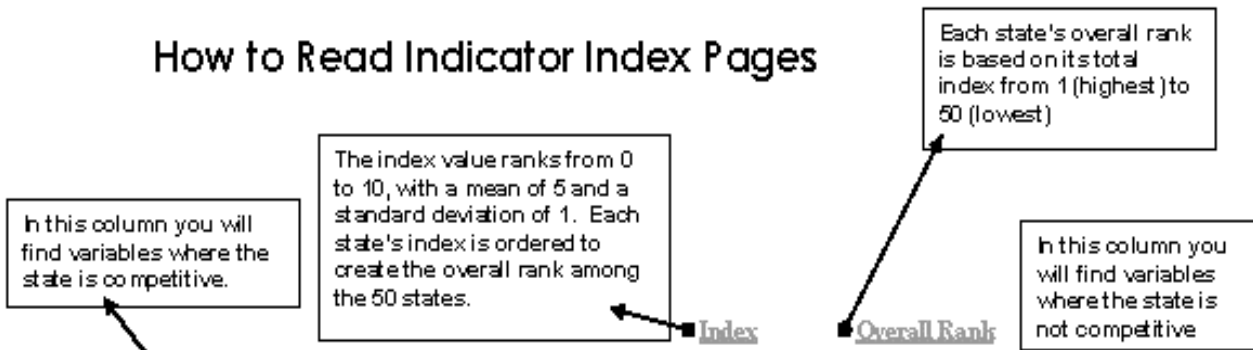 How to Read Indicator Index Pages
Each state's overall rank
is based on its total
index from 1 (highest) to
50 (lowest)
The index value ranks from 0
to 10, with a mean of 5 and a
standard deviation of 1. Each
state's index is ordered to
create the overall rank among
the 50 states.
In this column you will
find variables where the
state is competitive.
In this column you
will find variables
where the state is
not competitive
Index
Overall Rank